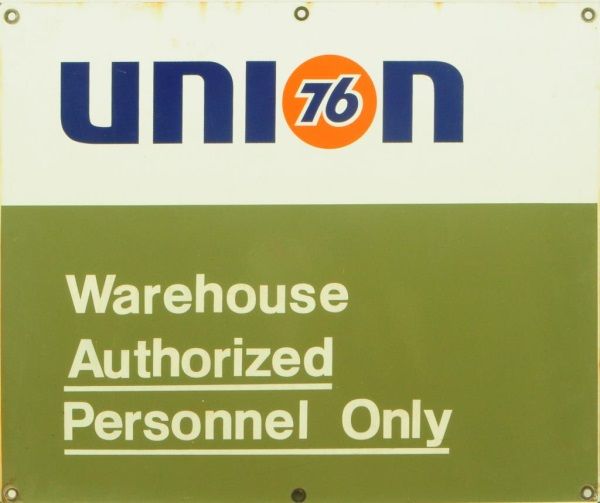 union 76
Warehouse
Authorized
Personnel Only